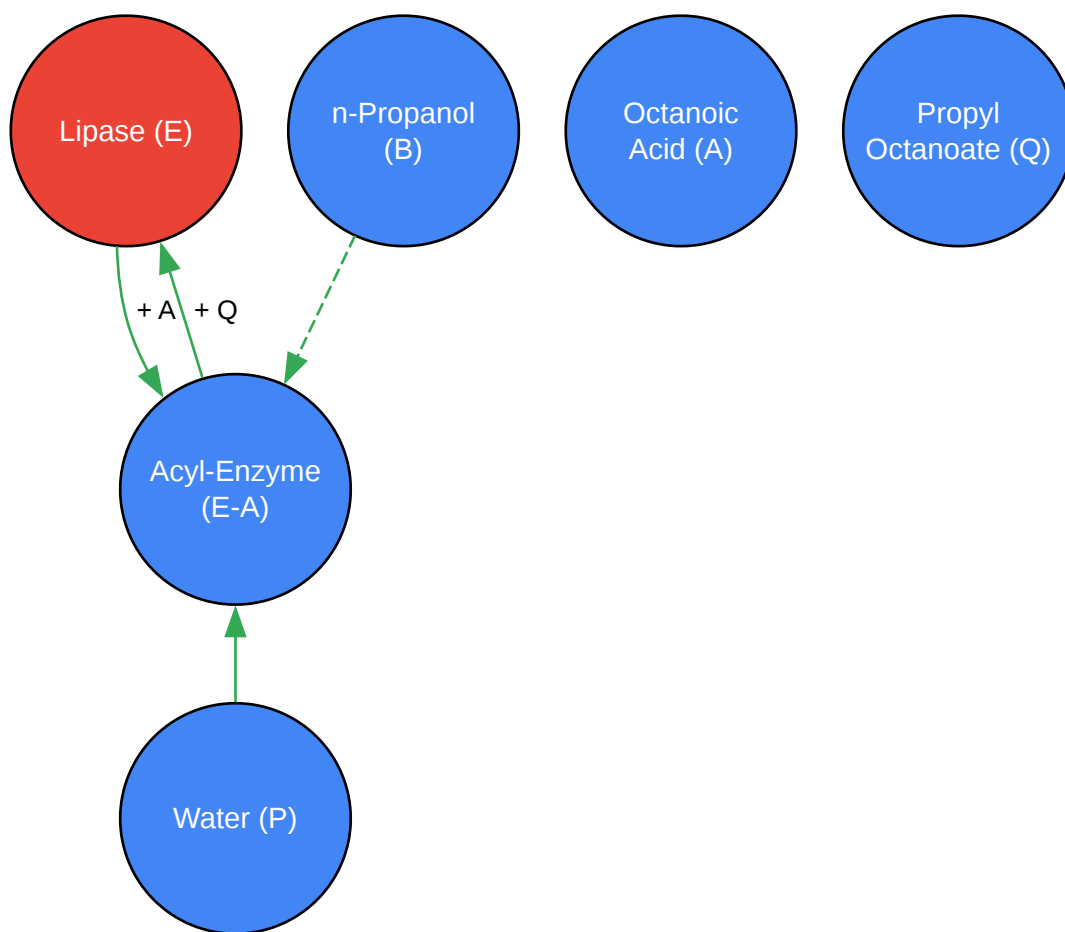 Lipase (E)
n-Propanol
(B)
Octanoic
Acid (A)
Propyl
Octanoate (Q)
+ A
+ Q
Acyl-Enzyme
(E-A)
Water (P)